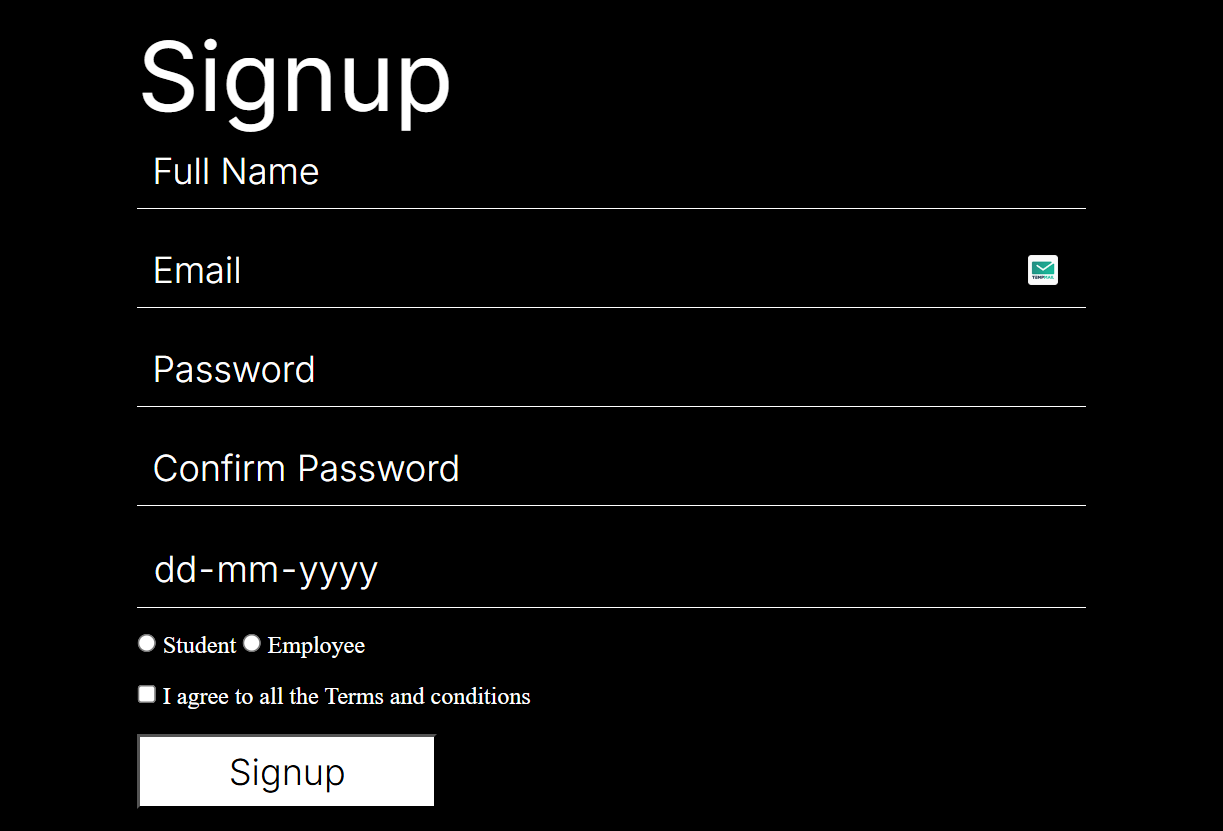 Signup
Full Name
Email
TEMPMAIL
Password
Confirm Password
dd-mm-yyyy
Student Employee
I agree to all the Terms and conditions
Signup